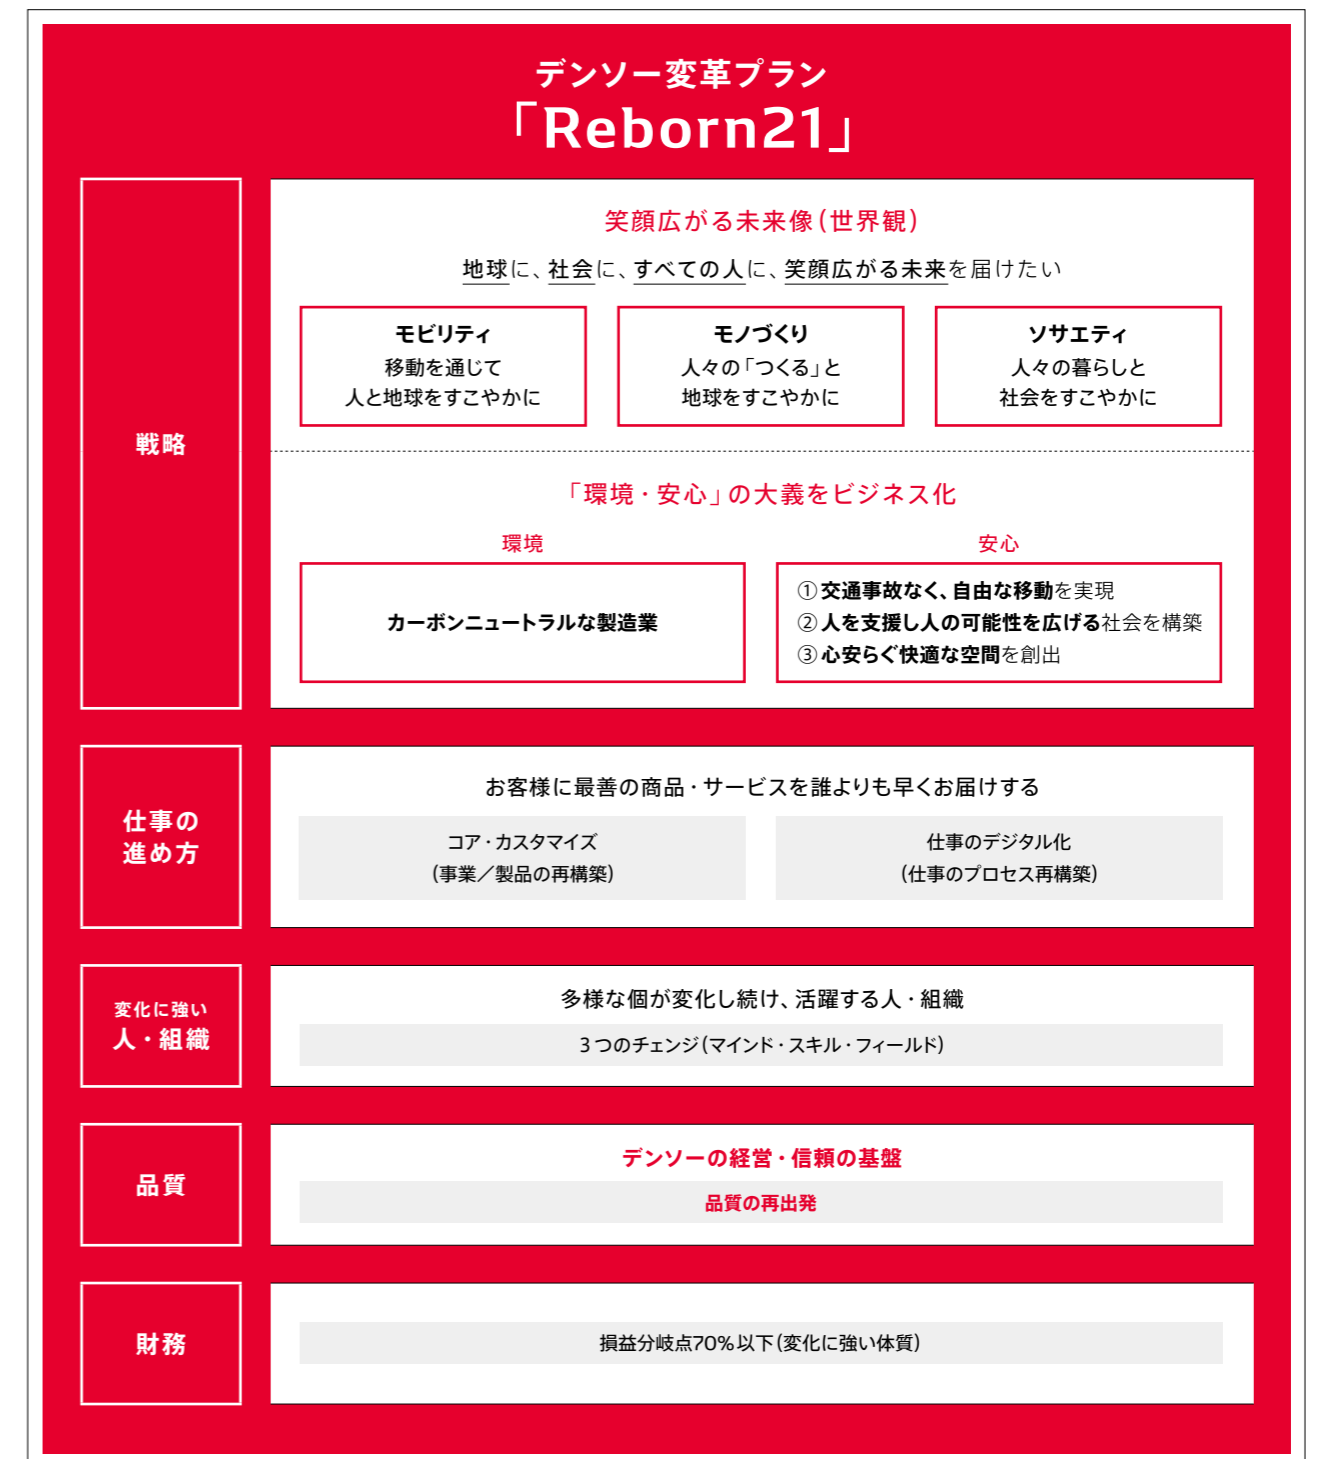 デンソー変革プラン
「Reborn21」
戦略
笑顔広がる未来像(世界観)
地球に、社会に、すべての人に、笑顔広がる未来を届けたい
モビリティ
移動を通じて
人と地球をすこやかに
モノづくり
人々の「つくる」と
地球をすこやかに
ソサエティ
人々の暮らしと
社会をすこやかに
「環境・安心」の大義をビジネス化
環境
カーボンニュートラルな製造業
安心
①交通事故なく、自由な移動を実現
②人を支援し人の可能性を広げる社会を構築
③心安らぐ快適な空間を創出
仕事の
進め方
お客様に最善の商品・サービスを誰よりも早くお届けする
コア・カスタマイズ
(事業／製品の再構築)
仕事のデジタル化
(仕事のプロセス再構築)
変化に強い
人・組織
多様な個が変化し続け、活躍する人・組織
3つのチェンジ(マインド・スキル・フィールド)
品質
デンソーの経営・信頼の基盤
品質の再出発
財務
損益分岐点70%以下(変化に強い体質)